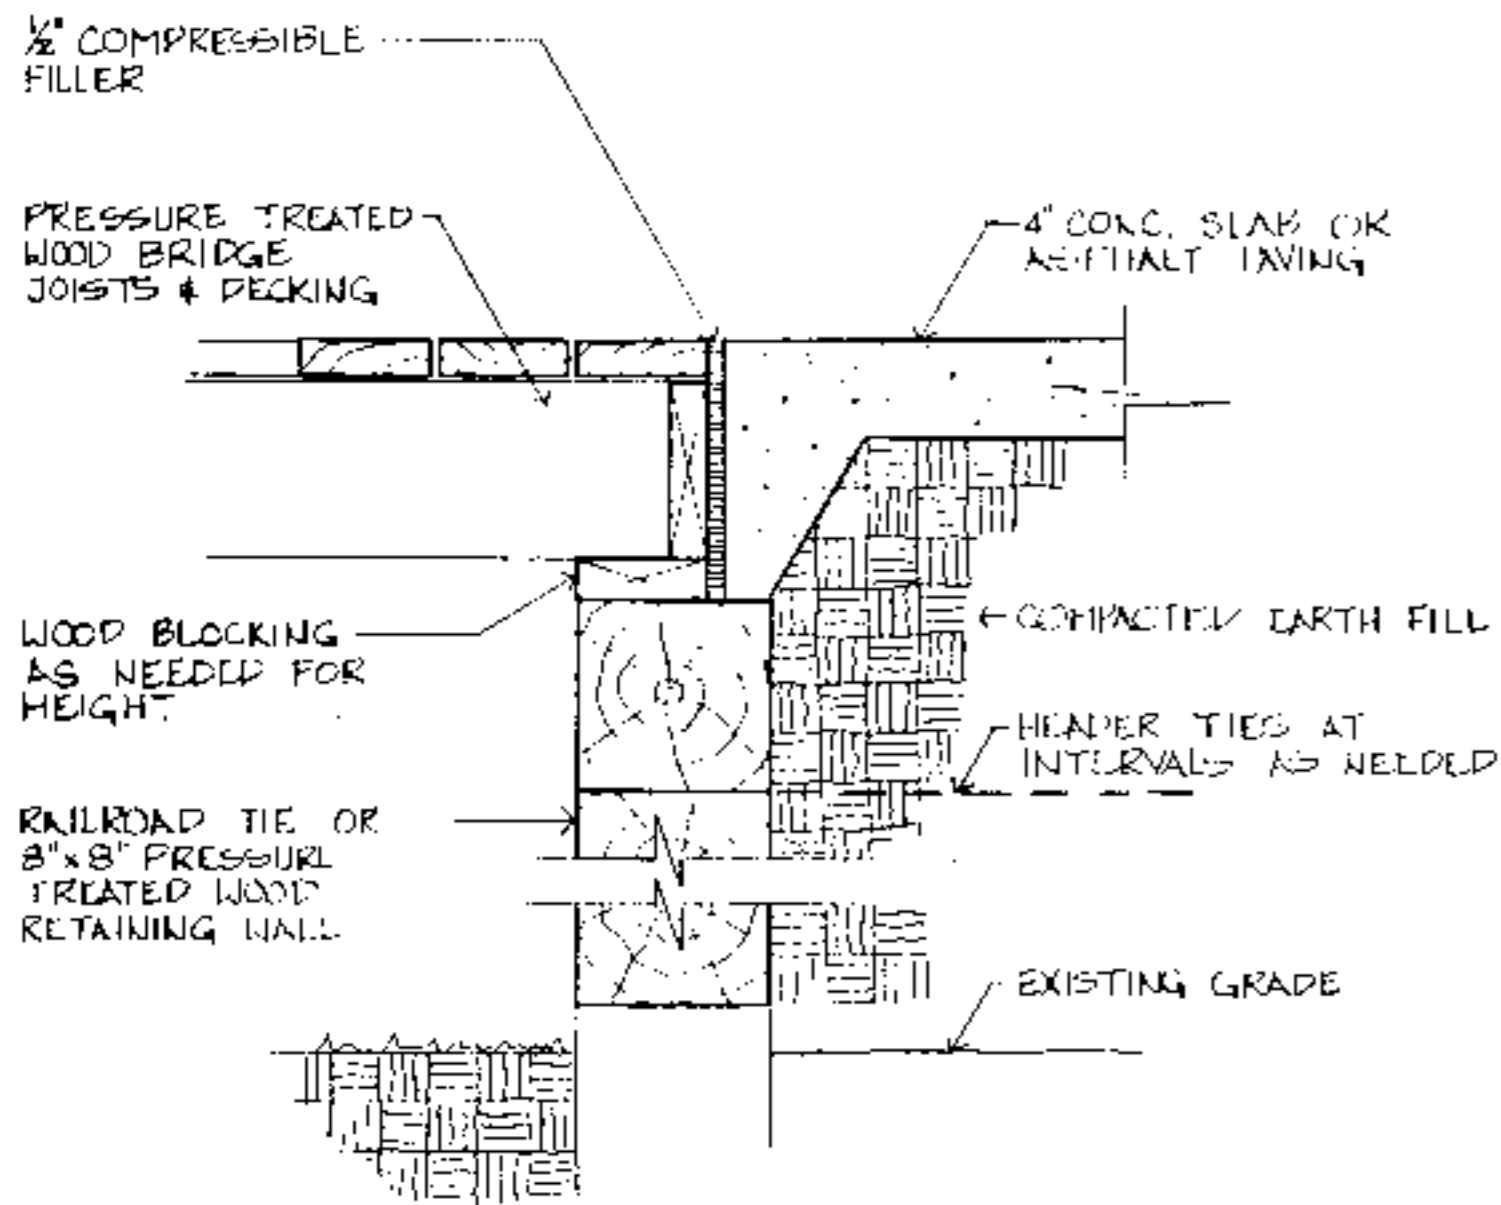 ½" COMPRESSIBLE
FILLER
PRESSURE TREATED
WOOD BRIDGE
JOISTS & DECKING
4" CONC. SLAB OR
ASPHALT PAVING
WOOD BLOCKING
AS NEEDED FOR
HEIGHT
COMPACTED EARTH FILL
HEADER TIES AT
INTERVALS AS NEEDED
RAILROAD TIE OR
8"x8" PRESSURE
TREATED WOOD
RETAINING WALL
EXISTING GRADE